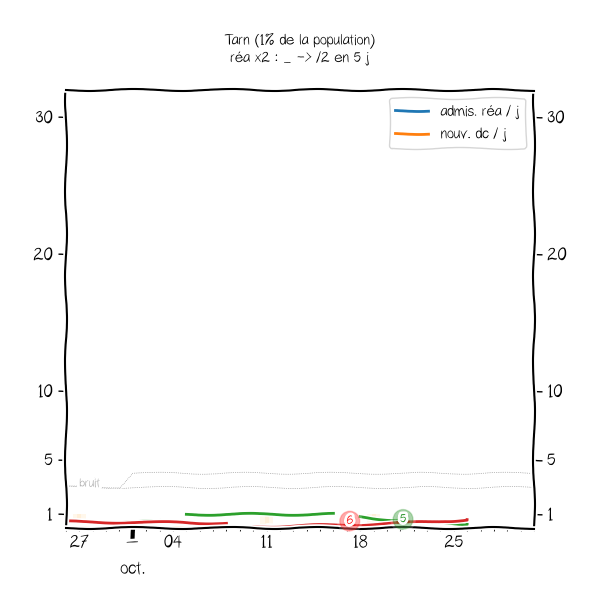 Tarn (1% de la population)
réa x2 : _ -> /2 en 5 j
admis. réa / j
nouv. dc / j
30
30
20
20
10
10
5
5
bruit
1
1
6
5
27
04
11
18
25
oct.